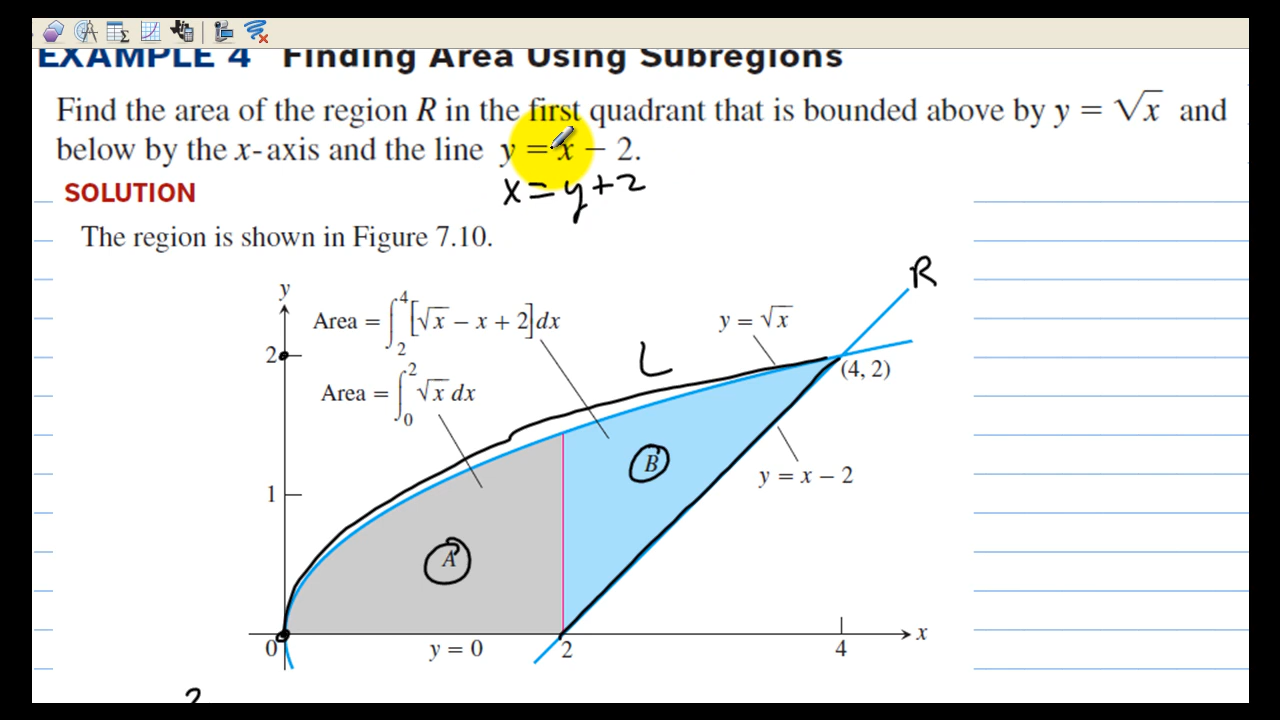 EXAMPLE 4 Finding Area Using Subregions
Find the area of the region R in the first quadrant that is bounded above by y = √x and
below by the x-axis and the line y = x − 2.
x = y + 2
SOLUTION
The region is shown in Figure 7.10.
R
y
Area = ∫₂⁴ [√x − x + 2] dx
y = √x
L
2
(4, 2)
Area = ∫₀² √x dx
B
y = x − 2
1
A
x
0
y = 0
2
4